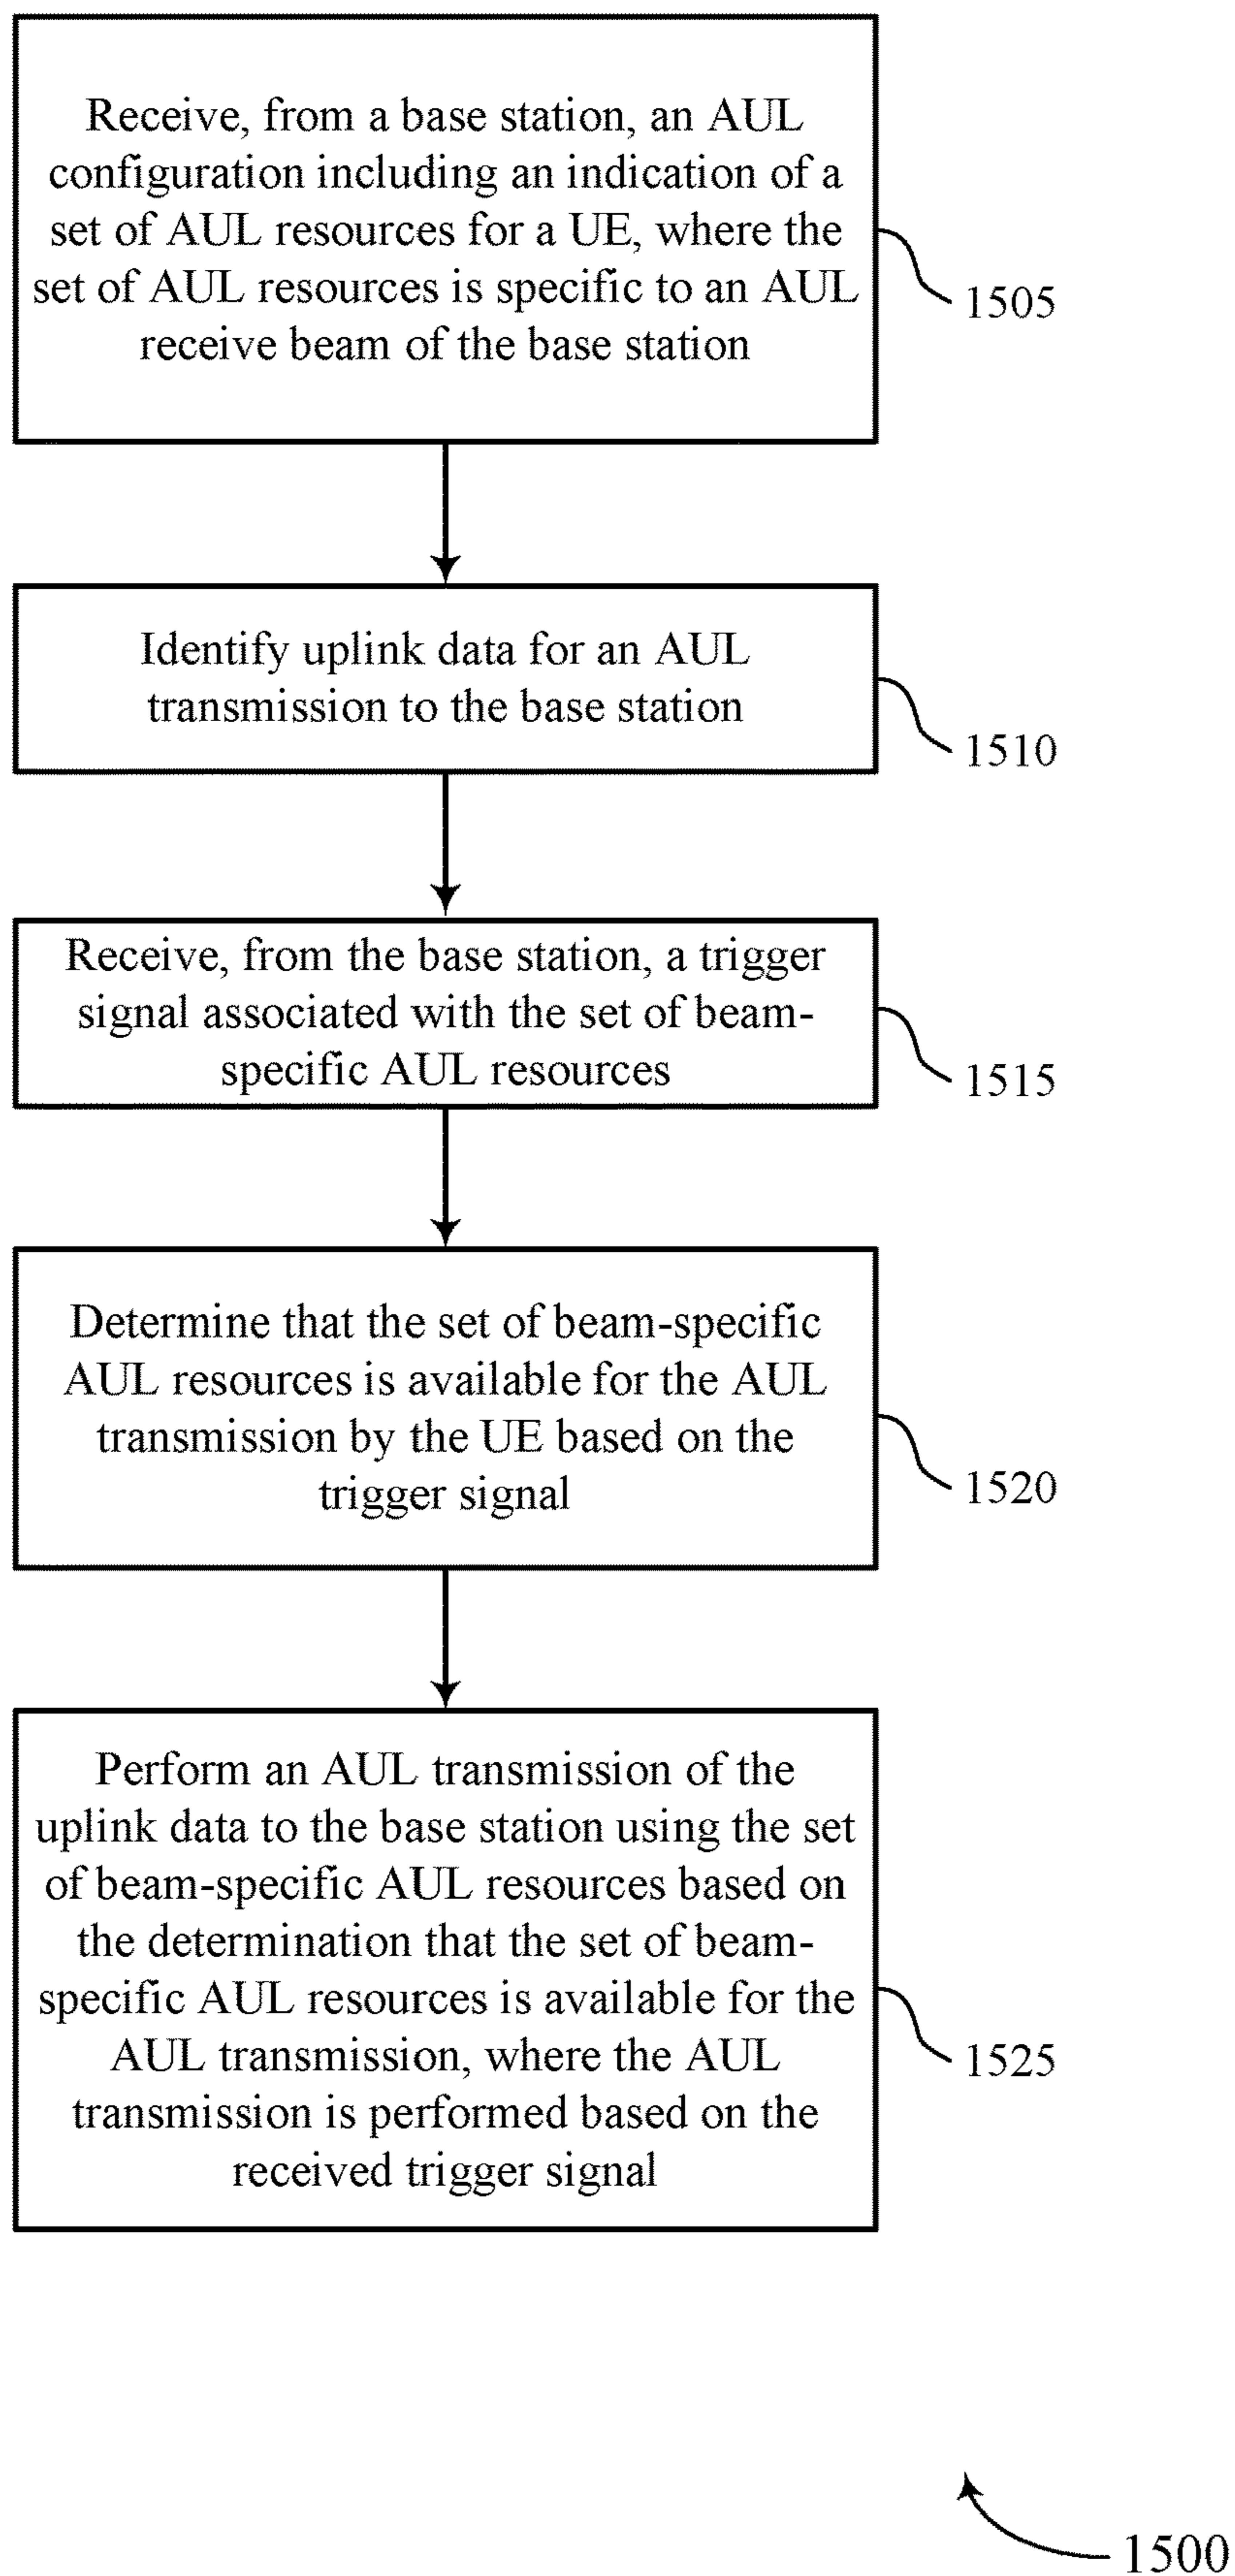 Receive, from a base station, an AUL
configuration including an indication of a
set of AUL resources for a UE, where the
set of AUL resources is specific to an AUL
receive beam of the base station
1505
Identify uplink data for an AUL
transmission to the base station
1510
Receive, from the base station, a trigger
signal associated with the set of beam-
specific AUL resources
1515
Determine that the set of beam-specific
AUL resources is available for the AUL
transmission by the UE based on the
trigger signal
1520
Perform an AUL transmission of the
uplink data to the base station using the set
of beam-specific AUL resources based on
the determination that the set of beam-
specific AUL resources is available for the
AUL transmission, where the AUL
transmission is performed based on the
received trigger signal
1525
1500